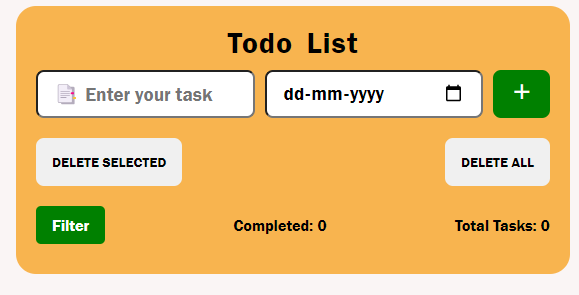 Todo List
📑 Enter your task
dd-mm-yyyy
+
DELETE SELECTED
DELETE ALL
Filter
Completed: 0
Total Tasks: 0